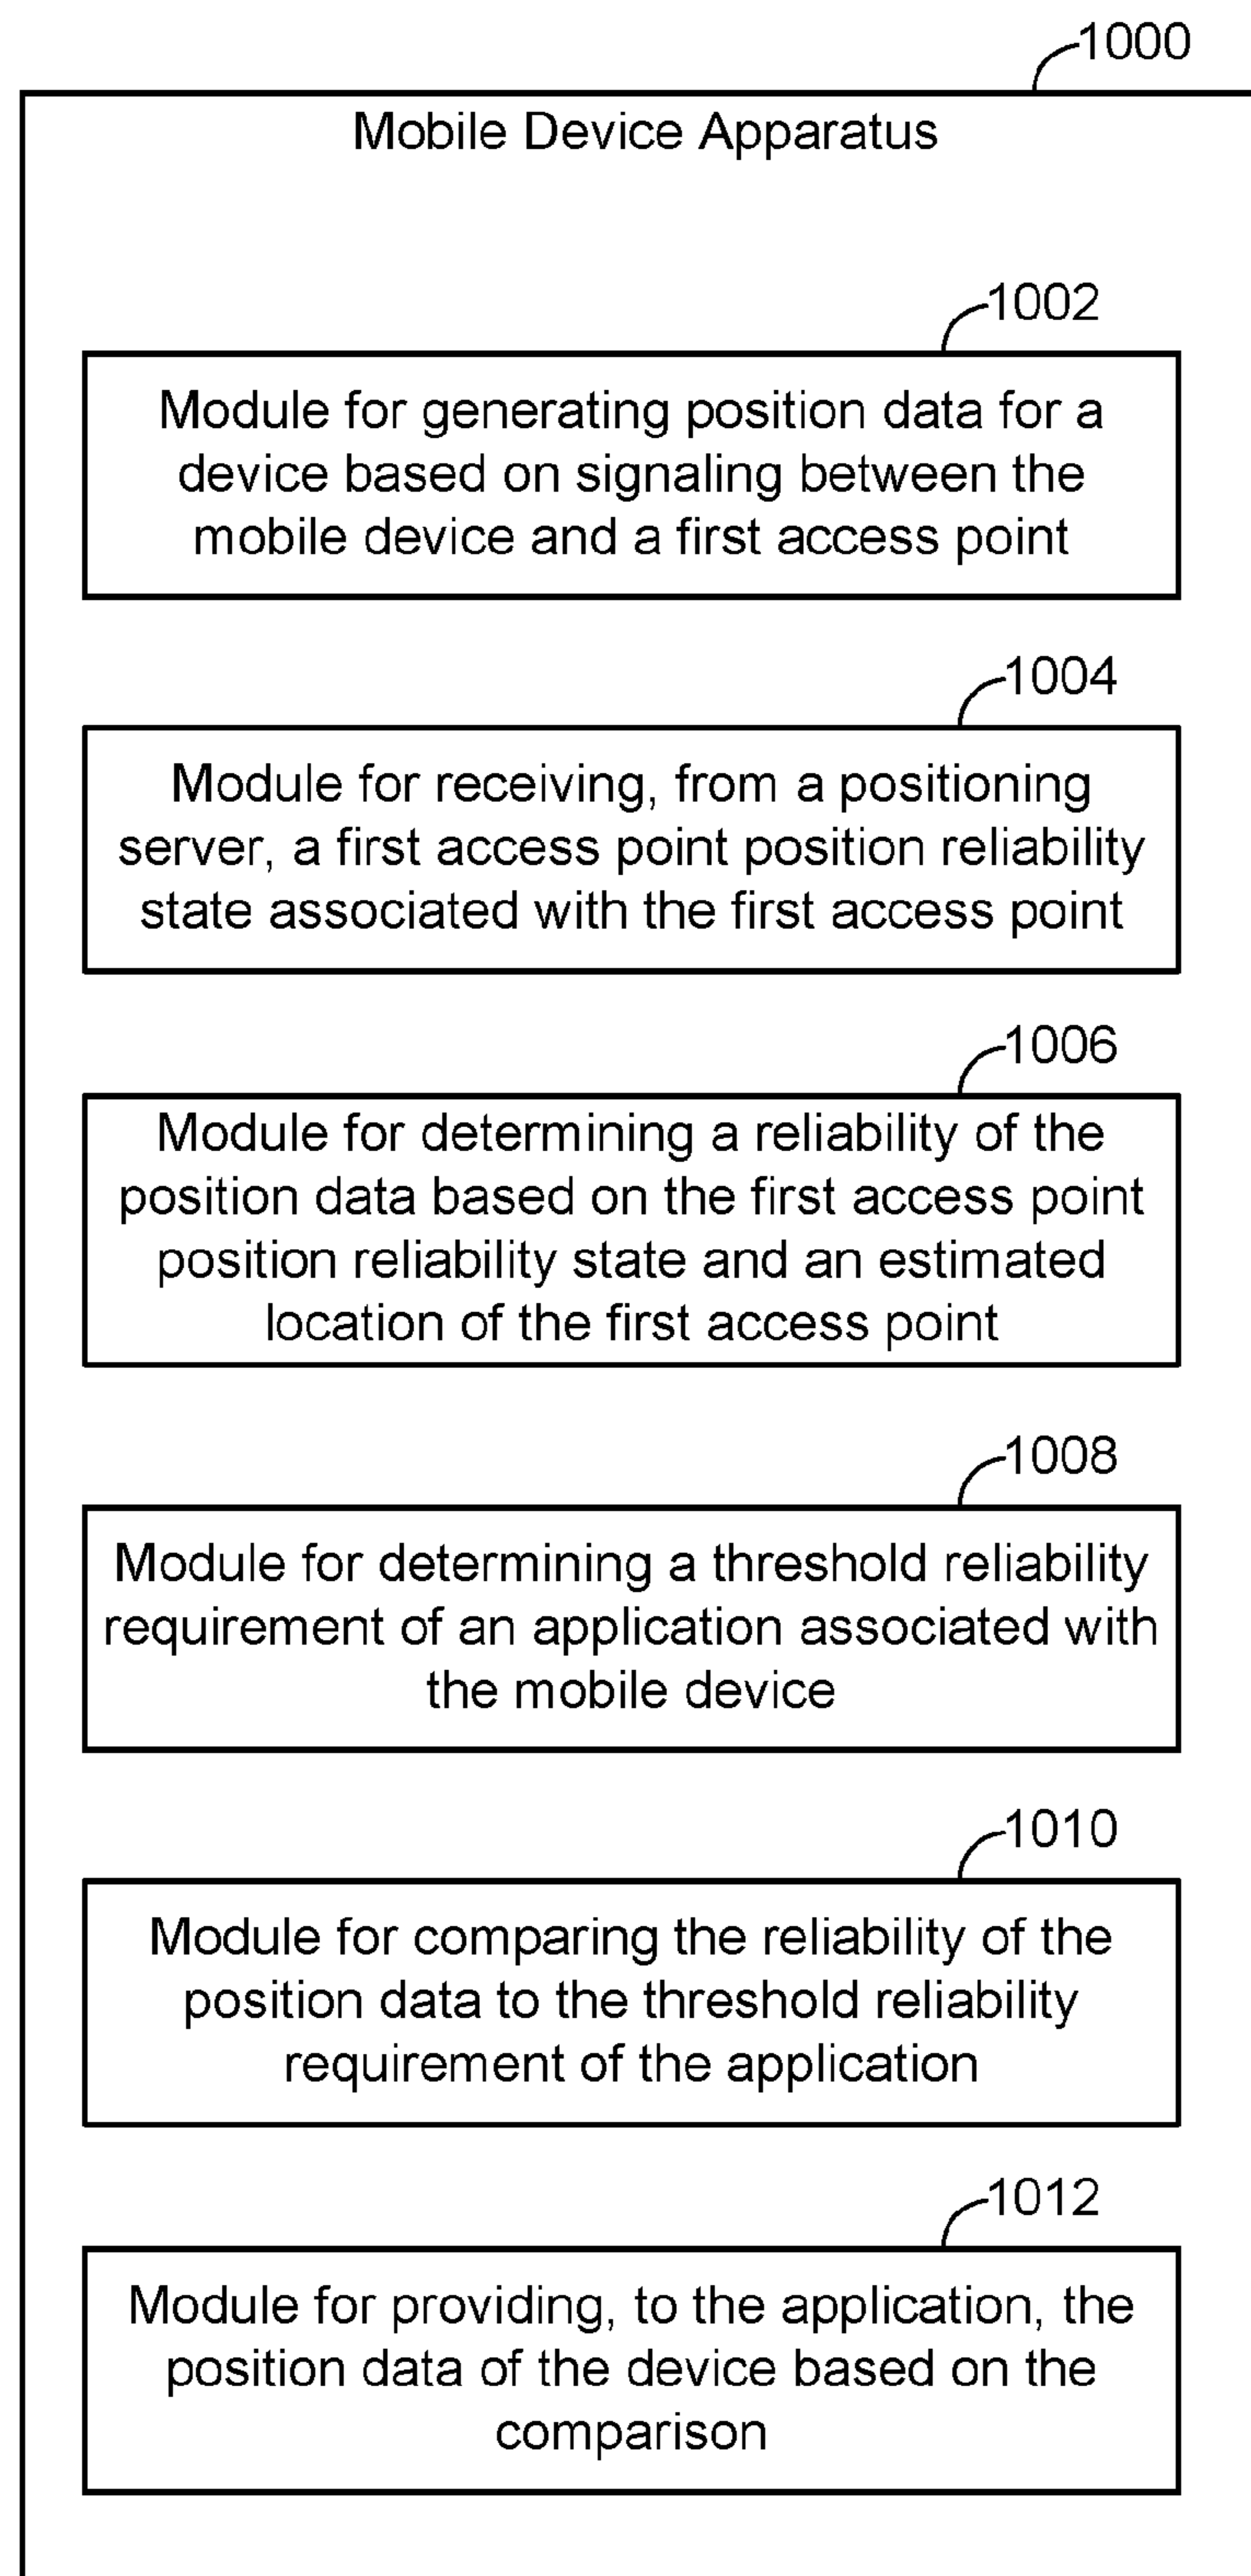 1000
Mobile Device Apparatus
1002
Module for generating position data for a
device based on signaling between the
mobile device and a first access point
1004
Module for receiving, from a positioning
server, a first access point position reliability
state associated with the first access point
1006
Module for determining a reliability of the
position data based on the first access point
position reliability state and an estimated
location of the first access point
1008
Module for determining a threshold reliability
requirement of an application associated with
the mobile device
1010
Module for comparing the reliability of the
position data to the threshold reliability
requirement of the application
1012
Module for providing, to the application, the
position data of the device based on the
comparison